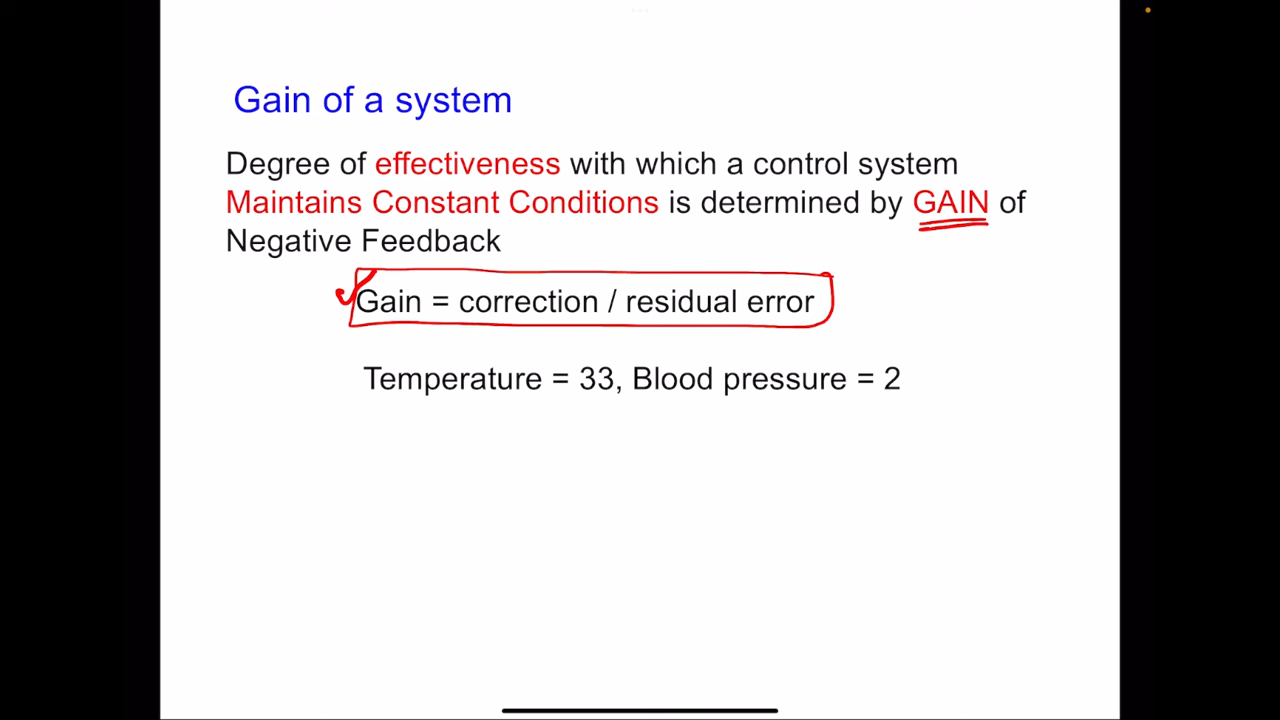 Gain of a system
Degree of effectiveness with which a control system
Maintains Constant Conditions is determined by GAIN of
Negative Feedback
Gain = correction / residual error
Temperature = 33, Blood pressure = 2